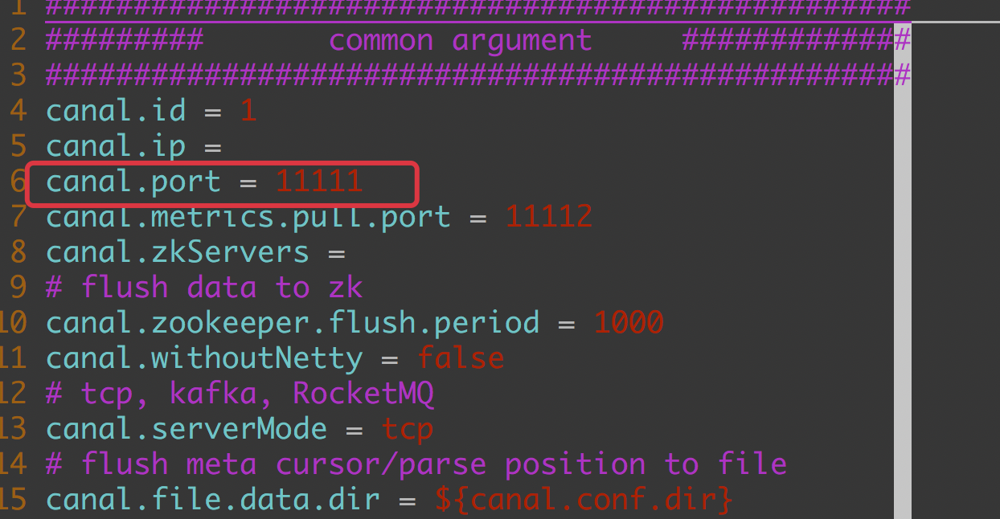 1 #################################################
2 #########       common argument     #############
3 #################################################
4 canal.id = 1
5 canal.ip =
6 canal.port = 11111
7 canal.metrics.pull.port = 11112
8 canal.zkServers =
9 # flush data to zk
10 canal.zookeeper.flush.period = 1000
11 canal.withoutNetty = false
12 # tcp, kafka, RocketMQ
13 canal.serverMode = tcp
14 # flush meta cursor/parse position to file
15 canal.file.data.dir = ${canal.conf.dir}